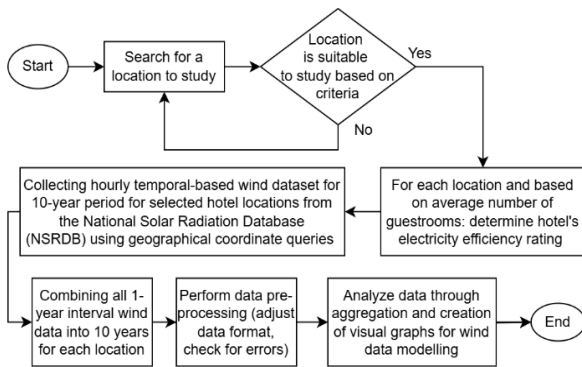 Start
Search for a
location to study
Location
is suitable
to study based on
criteria
Yes
No
For each location and based
on average number of
guestrooms: determine hotel's
electricity efficiency rating
Collecting hourly temporal-based wind dataset for
10-year period for selected hotel locations from
the National Solar Radiation Database
(NSRDB) using geographical coordinate queries
Combining all 1-
year interval wind
data into 10 years
for each location
Perform data pre-
processing (adjust
data format,
check for errors)
Analyze data through
aggregation and creation
of visual graphs for wind
data modelling
End